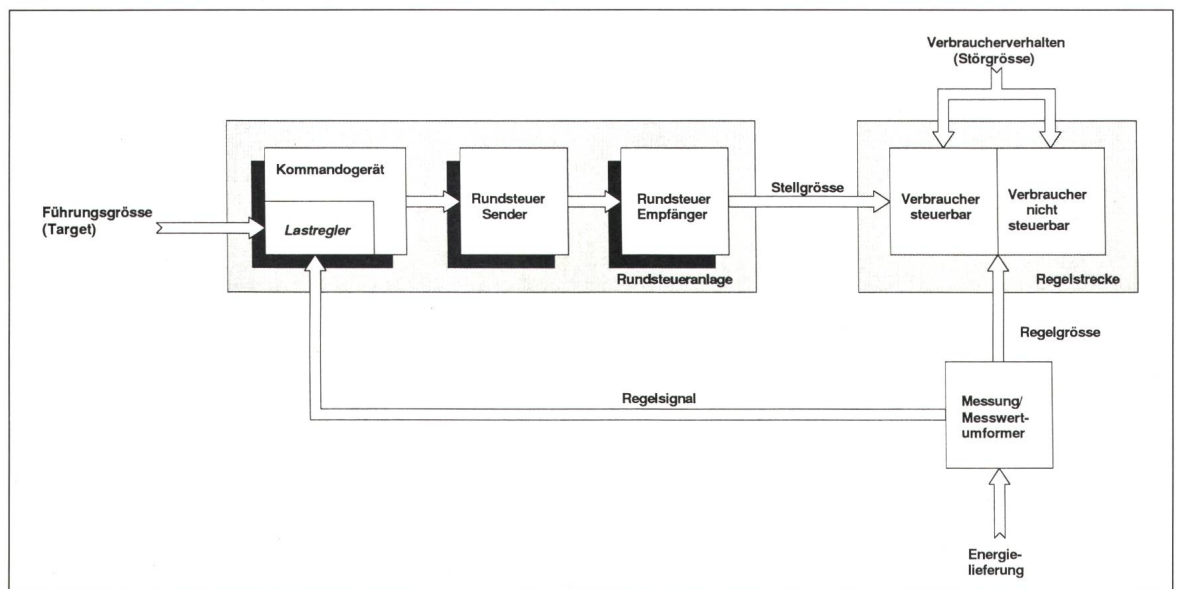 Verbraucherverhalten
(Störgrösse)
Führungsgrösse
(Target)
Kommandogerät
Lastregler
Rundsteuer
Sender
Rundsteuer
Empfänger
Rundsteueranlage
Stellgrösse
Verbraucher
steuerbar
Verbraucher
nicht
steuerbar
Regelstrecke
Regelgrösse
Regelsignal
Messung/
Messwert-
umformer
Energie-
lieferung